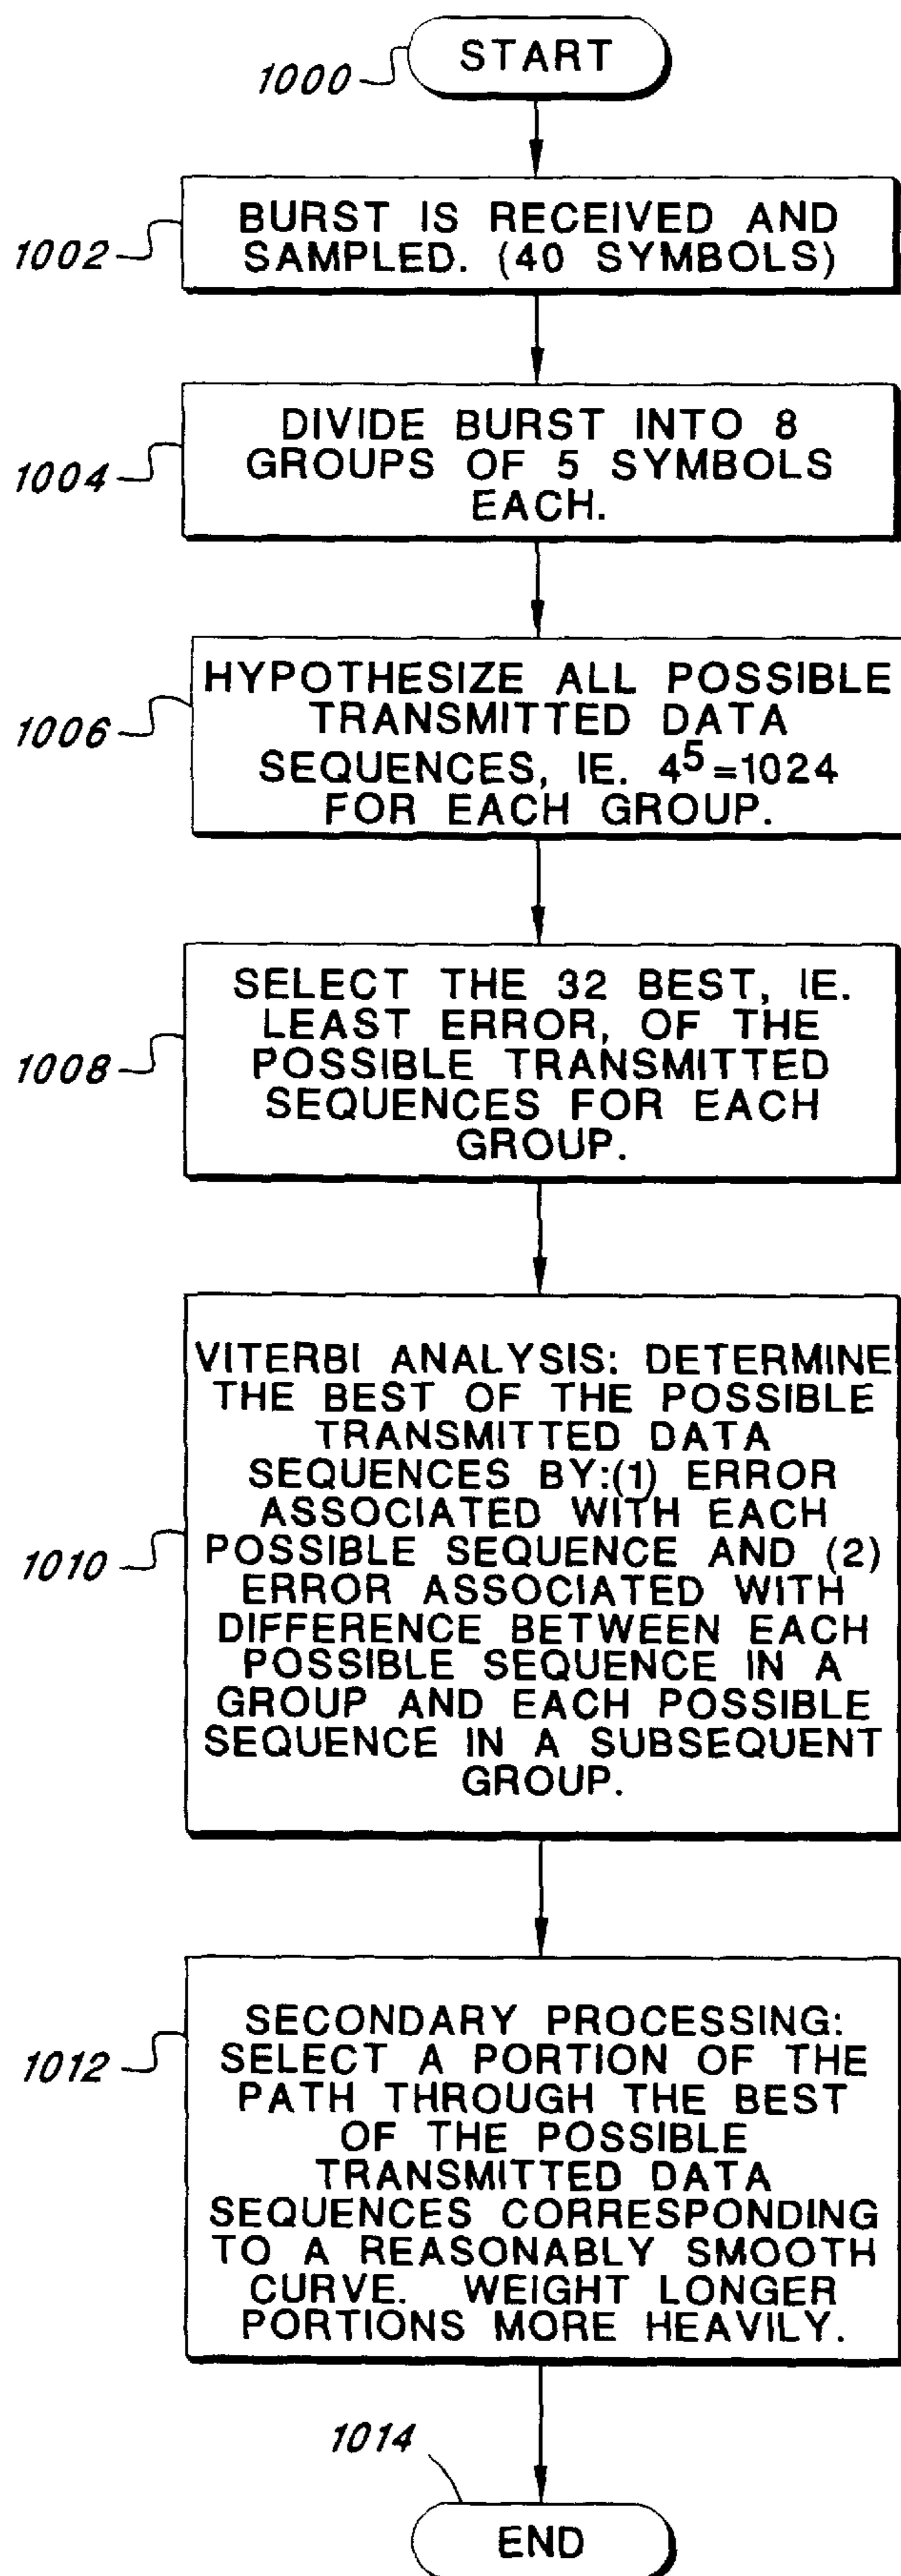 START
1000
BURST IS RECEIVED AND
SAMPLED. (40 SYMBOLS)
1002
DIVIDE BURST INTO 8
GROUPS OF 5 SYMBOLS
EACH.
1004
HYPOTHESIZE ALL POSSIBLE
TRANSMITTED DATA
SEQUENCES, IE. 4⁵=1024
FOR EACH GROUP.
1006
SELECT THE 32 BEST, IE.
LEAST ERROR, OF THE
POSSIBLE TRANSMITTED
SEQUENCES FOR EACH
GROUP.
1008
VITERBI ANALYSIS: DETERMINE
THE BEST OF THE POSSIBLE
TRANSMITTED DATA
SEQUENCES BY:(1) ERROR
ASSOCIATED WITH EACH
POSSIBLE SEQUENCE AND (2)
ERROR ASSOCIATED WITH
DIFFERENCE BETWEEN EACH
POSSIBLE SEQUENCE IN A
GROUP AND EACH POSSIBLE
SEQUENCE IN A SUBSEQUENT
GROUP.
1010
SECONDARY PROCESSING:
SELECT A PORTION OF THE
PATH THROUGH THE BEST
OF THE POSSIBLE
TRANSMITTED DATA
SEQUENCES CORRESPONDING
TO A REASONABLY SMOOTH
CURVE. WEIGHT LONGER
PORTIONS MORE HEAVILY.
1012
1014
END